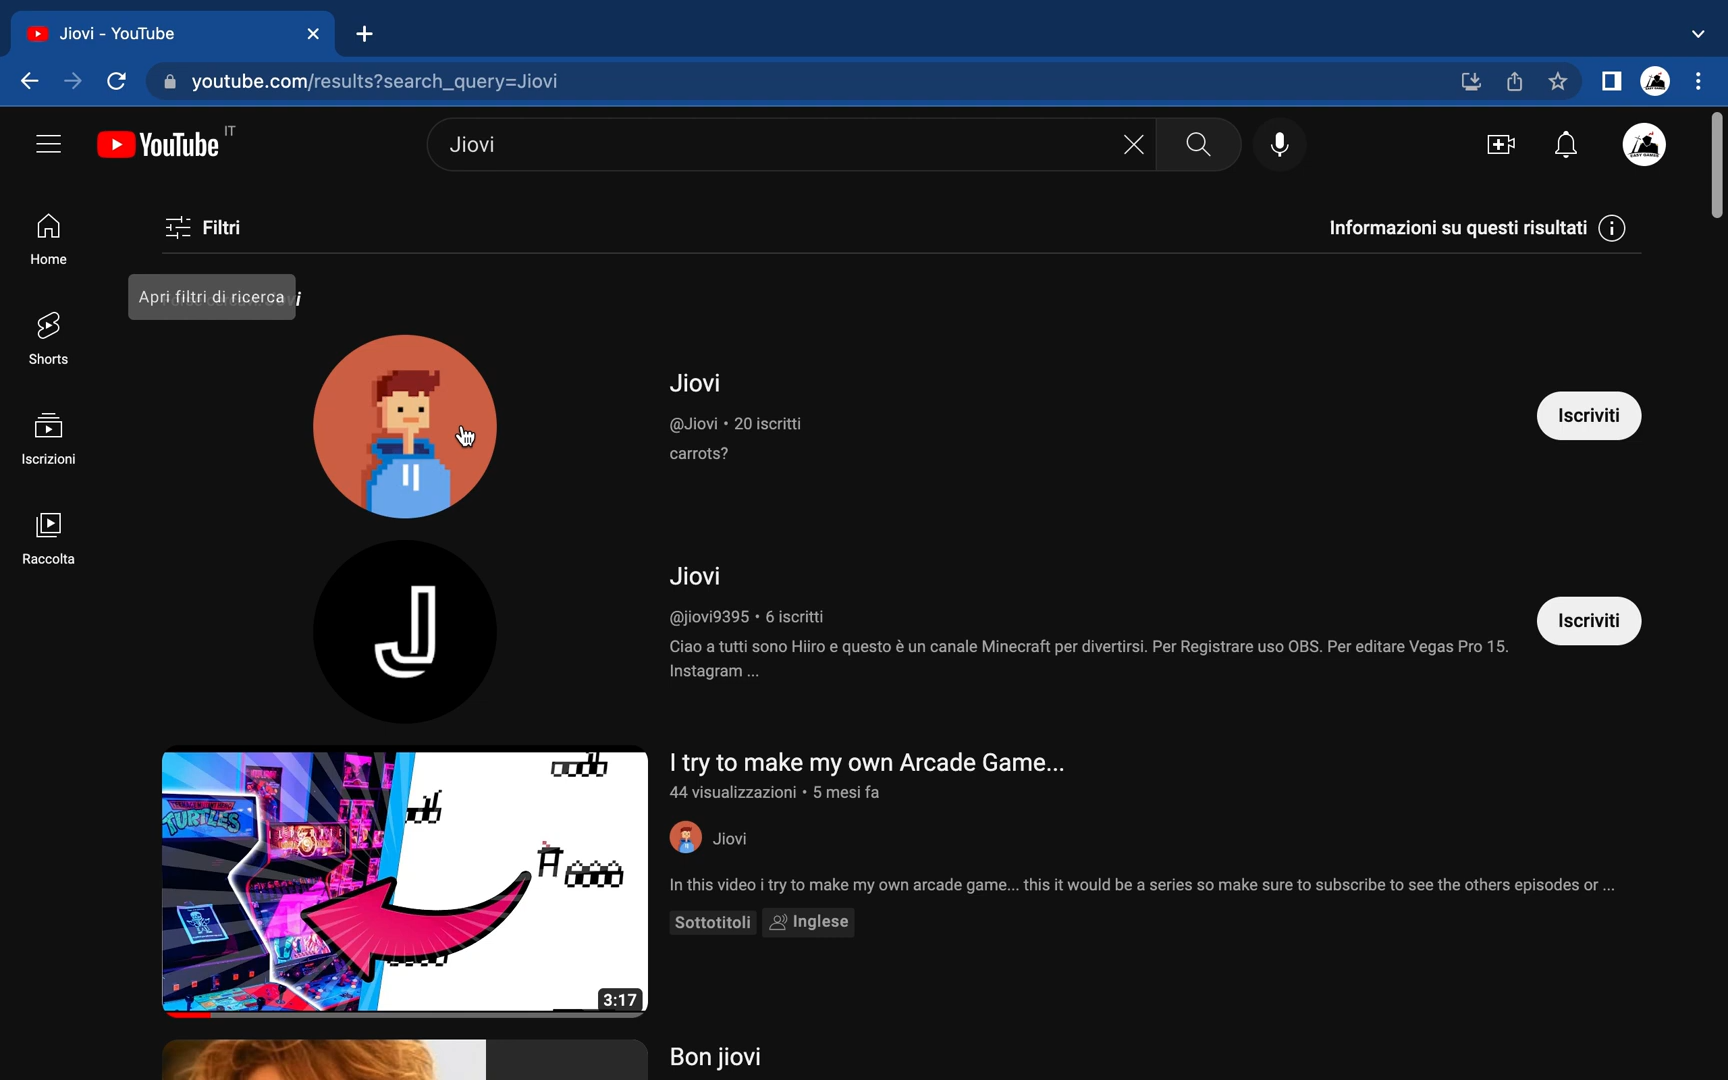 Jiovi - YouTube
youtube.com/results?search_query=Jiovi
YouTube IT
Jiovi
Filtri
Informazioni su questi risultati
Home
Apri filtri di ricerca
Shorts
Iscrizioni
Raccolta
Jiovi
@Jiovi • 20 iscritti
carrots?
Iscriviti
Jiovi
@jiovi9395 • 6 iscritti
Ciao a tutti sono Hiiro e questo è un canale Minecraft per divertirsi. Per Registrare uso OBS. Per editare Vegas Pro 15.
Instagram ...
Iscriviti
TURTLES
3:17
I try to make my own Arcade Game...
44 visualizzazioni • 5 mesi fa
Jiovi
In this video i try to make my own arcade game... this it would be a series so make sure to subscribe to see the others episodes or ...
Sottotitoli Inglese
Bon jiovi